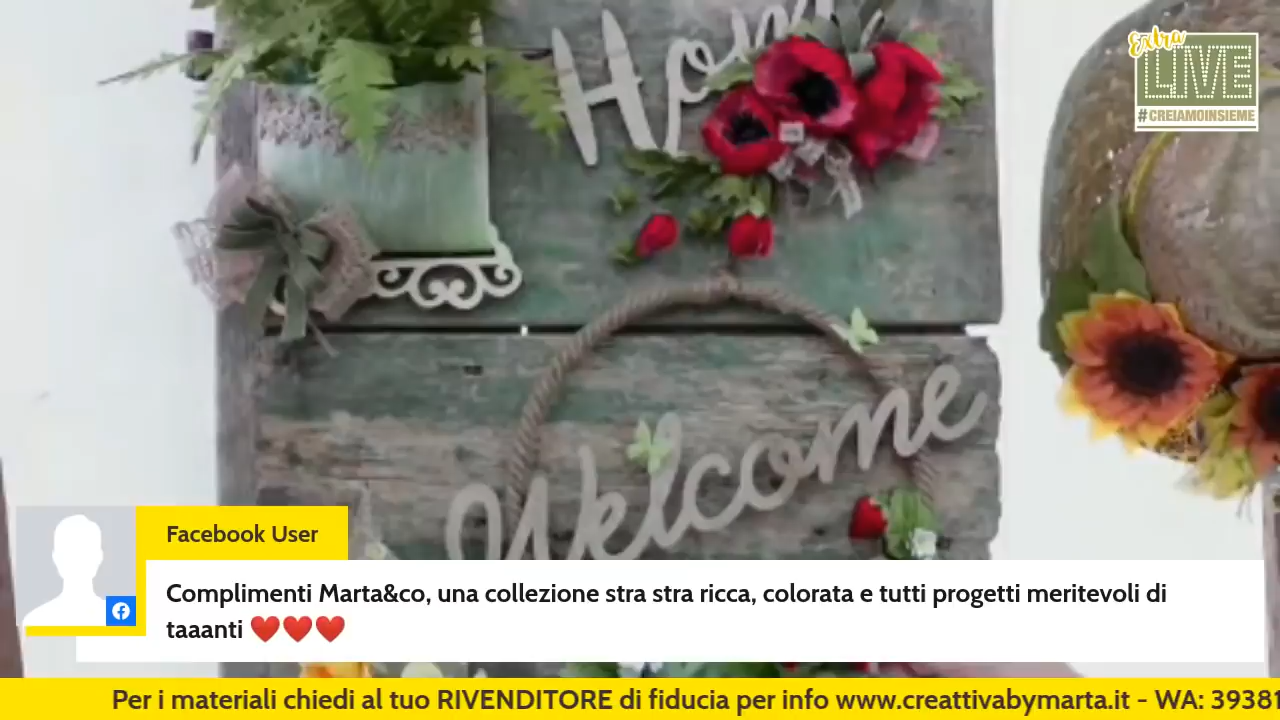 Home
Extra
LIVE
#CREIAMOINSIEME
Welcome
Facebook User
Complimenti Marta&co, una collezione stra stra ricca, colorata e tutti progetti meritevoli di
taaanti ❤️❤️❤️
Per i materiali chiedi al tuo RIVENDITORE di fiducia per info www.creattivabymarta.it - WA: 39381